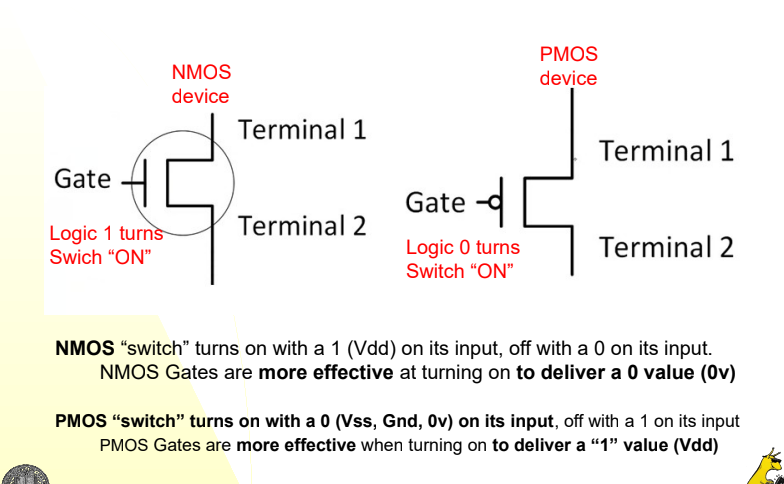 NMOS
device
Terminal 1
Gate
Terminal 2
Logic 1 turns
Swich “ON”
PMOS
device
Terminal 1
Gate
Terminal 2
Logic 0 turns
Switch “ON”
NMOS “switch” turns on with a 1 (Vdd) on its input, off with a 0 on its input.
NMOS Gates are more effective at turning on to deliver a 0 value (0v)
PMOS “switch” turns on with a 0 (Vss, Gnd, 0v) on its input, off with a 1 on its input
PMOS Gates are more effective when turning on to deliver a “1” value (Vdd)